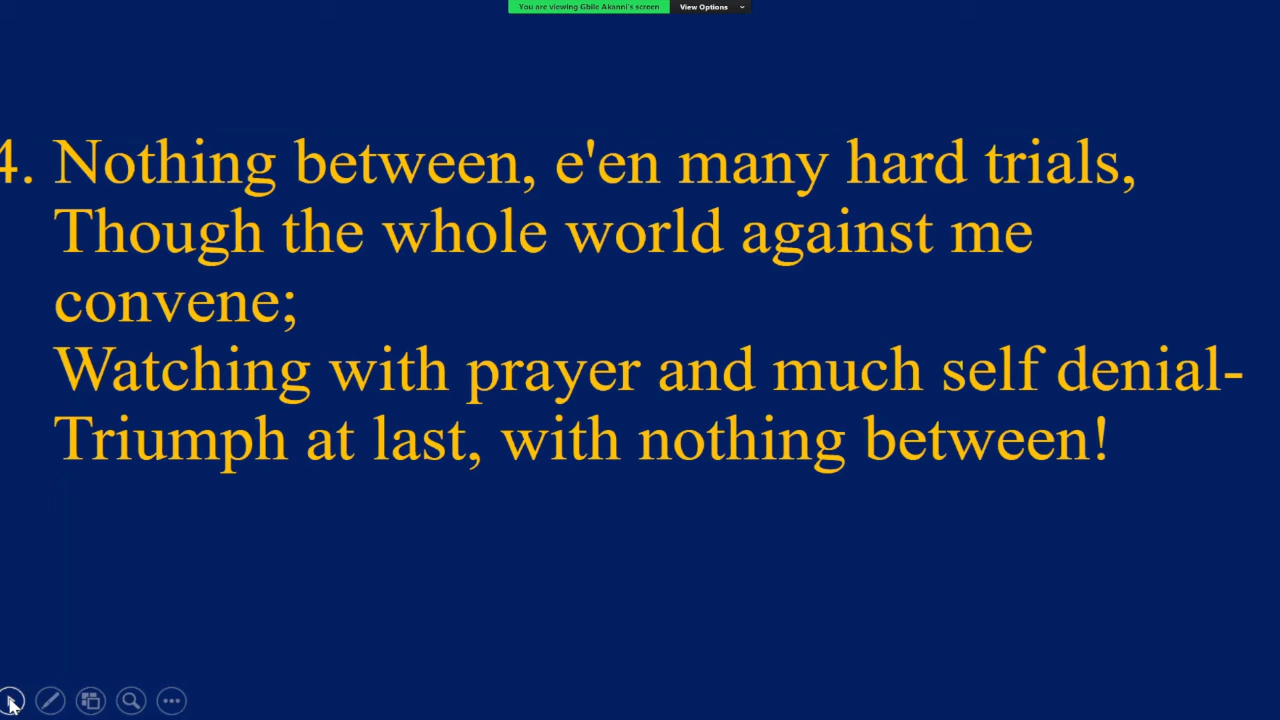 You are viewing Gbile Akanni's screen View Options
4. Nothing between, e'en many hard trials,
Though the whole world against me
convene;
Watching with prayer and much self denial-
Triumph at last, with nothing between!